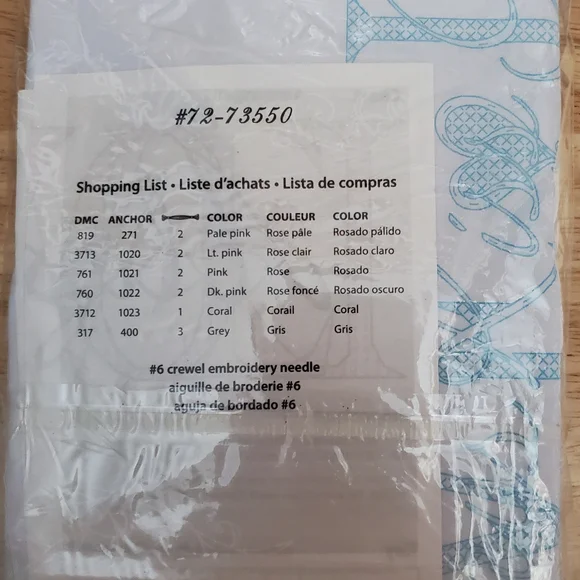 #72-73550
Shopping List • Liste d'achats • Lista de compras
DMC ANCHOR COLOR COULEUR COLOR
819 271 2 Pale pink Rose pâle Rosado pálido
3713 1020 2 Lt. pink Rose clair Rosado claro
761 1021 2 Pink Rose Rosado
760 1022 2 Dk. pink Rose foncé Rosado oscuro
3712 1023 1 Coral Corail Coral
317 400 3 Grey Gris Gris
#6 crewel embroidery needle
aiguille de broderie #6
aguja de bordado #6